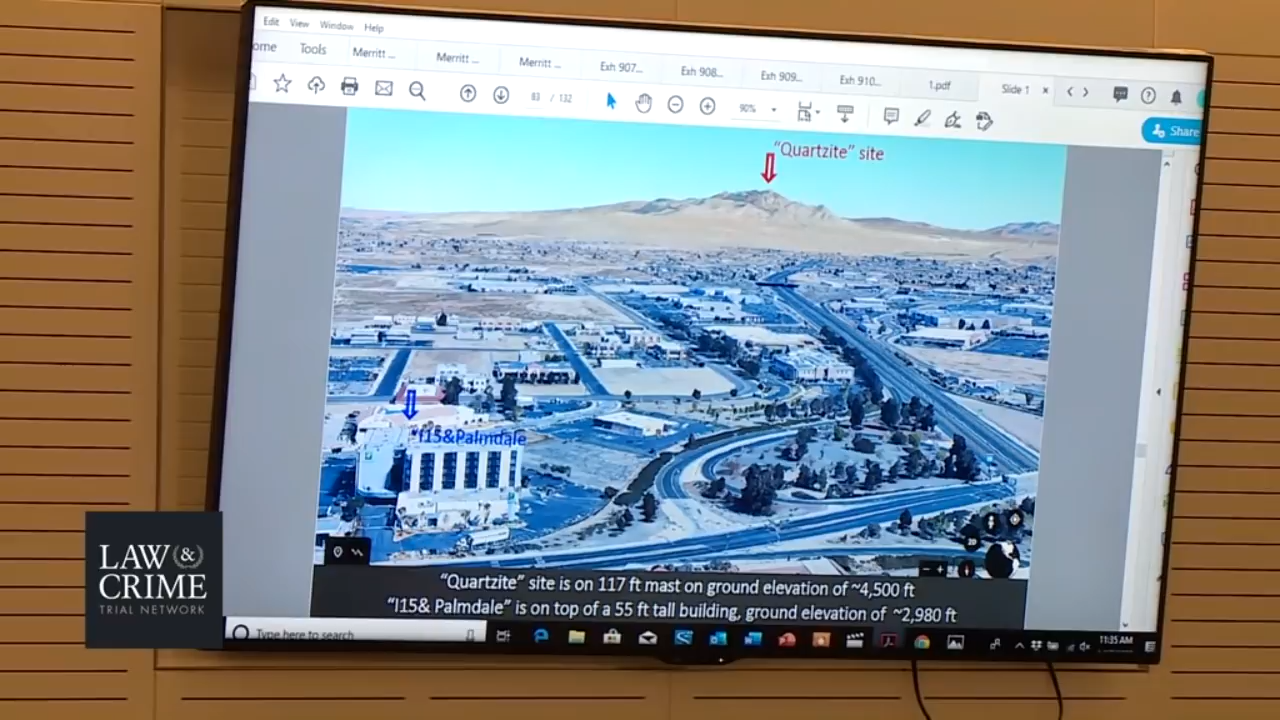 Edit View Window Help
ome Tools Merritt ... Merritt ... Merritt ... Exh 907... Exh 908... Exh 909... Exh 910... 1.pdf Slide 1 ×
83 / 132 90%
Share
"Quartzite" site
"I15&Palmdale
"Quartzite" site is on 117 ft mast on ground elevation of ~4,500 ft
"I15& Palmdale" is on top of a 55 ft tall building, ground elevation of ~2,980 ft
LAW &
CRIME
TRIAL NETWORK
Type here to search
11:35 AM